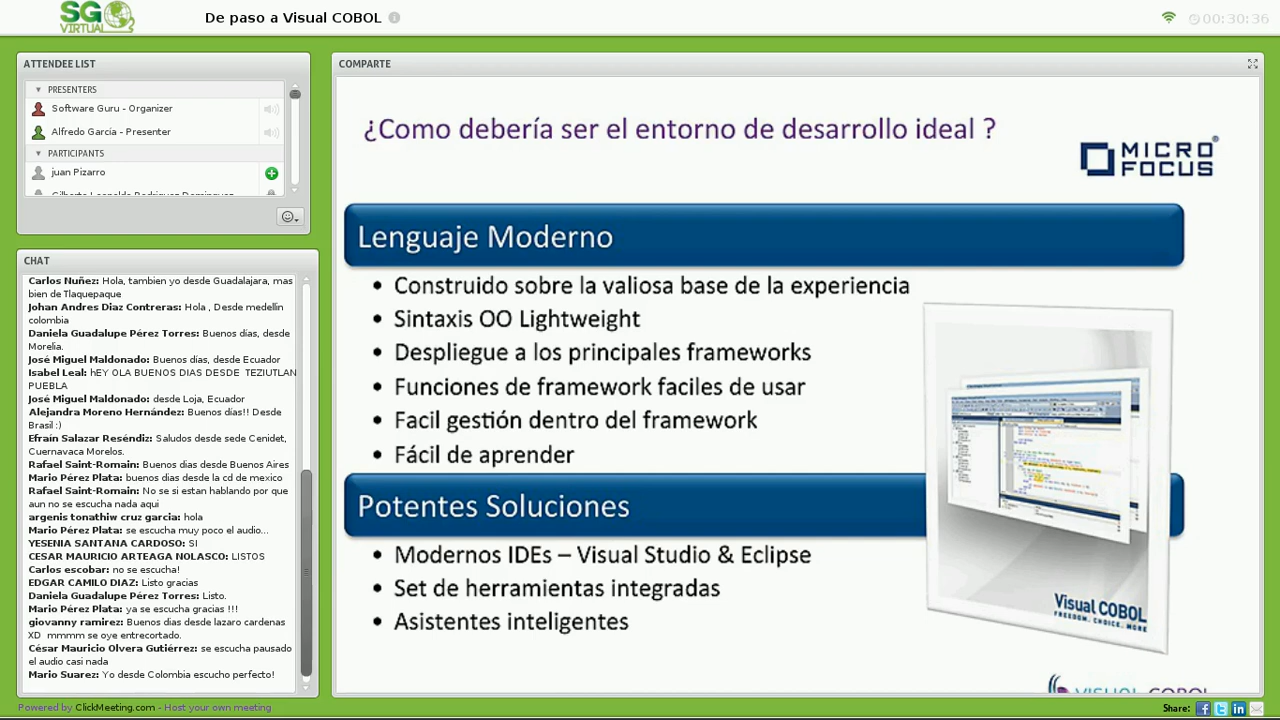 SG
VIRTUAL
De paso a Visual COBOL
00:30:36
ATTENDEE LIST
PRESENTERS
Software Guru - Organizer
Alfredo García - Presenter
PARTICIPANTS
juan Pizarro
CHAT
Carlos Nuñez: Hola, tambien yo desde Guadalajara, mas
bien de Tlaquepaque
Johan Andres Diaz Contreras: Hola , Desde medellín
colombia
Daniela Guadalupe Pérez Torres: Buenos días, desde
Morelia.
José Miguel Maldonado: Buenos dias, desde Ecuador
Isabel Leal: hEY OLA BUENOS DIAS DESDE TEZIUTLAN
PUEBLA
José Miguel Maldonado: desde Loja, Ecuador
Alejandra Moreno Hernández: Buenos días!! Desde
Brasil :)
Efraín Salazar Reséndiz: Saludos desde sede Cenidet,
Cuernavaca Morelos.
Rafael Saint-Romain: Buenos dias desde Buenos Aires
Mario Pérez Plata: buenos dias desde la cd de mexico
Rafael Saint-Romain: No se si estan hablando por que
aun no se escucha nada aqui
argenis tonathiw cruz garcia: hola
Mario Pérez Plata: se escucha muy poco el audio...
YESENIA SANTANA CARDOSO: SI
CESAR MAURICIO ARTEAGA NOLASCO: LISTOS
Carlos escobar: no se escucha!
EDGAR CAMILO DIAZ: Listo gracias
Daniela Guadalupe Pérez Torres: Listo.
Mario Pérez Plata: ya se escucha gracias !!!
giovanny ramirez: Buenos dias desde lazaro cardenas
XD mmmm se oye entrecortado.
César Mauricio Olvera Gutiérrez: se escucha pausado
el audio casi nada
Mario Suarez: Yo desde Colombia escucho perfecto!
COMPARTE
¿Como debería ser el entorno de desarrollo ideal ?
MICRO
FOCUS
Lenguaje Moderno
• Construido sobre la valiosa base de la experiencia
• Sintaxis OO Lightweight
• Despliegue a los principales frameworks
• Funciones de framework faciles de usar
• Facil gestión dentro del framework
• Fácil de aprender
Potentes Soluciones
• Modernos IDEs – Visual Studio & Eclipse
• Set de herramientas integradas
• Asistentes inteligentes
Visual COBOL
FREEDOM. CHOICE. MORE
VISUAL COBOL
Powered by ClickMeeting.com - Host your own meeting
Share: